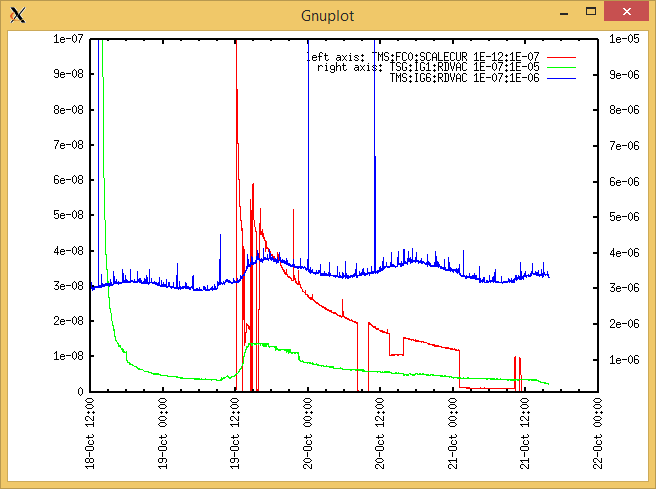 Gnuplot
left axis: TMS:FC0:SCALECUR 1E-12:1E-07
right axis: TSG:IG1:RDVAC 1E-07:1E-05
TMS:IG6:RDVAC 1E-07:1E-06
1e-07
9e-08
8e-08
7e-08
6e-08
5e-08
4e-08
3e-08
2e-08
1e-08
0
1e-05
9e-06
8e-06
7e-06
6e-06
5e-06
4e-06
3e-06
2e-06
1e-06
18-Oct 12:00
19-Oct 00:00
19-Oct 12:00
20-Oct 00:00
20-Oct 12:00
21-Oct 00:00
21-Oct 12:00
22-Oct 00:00